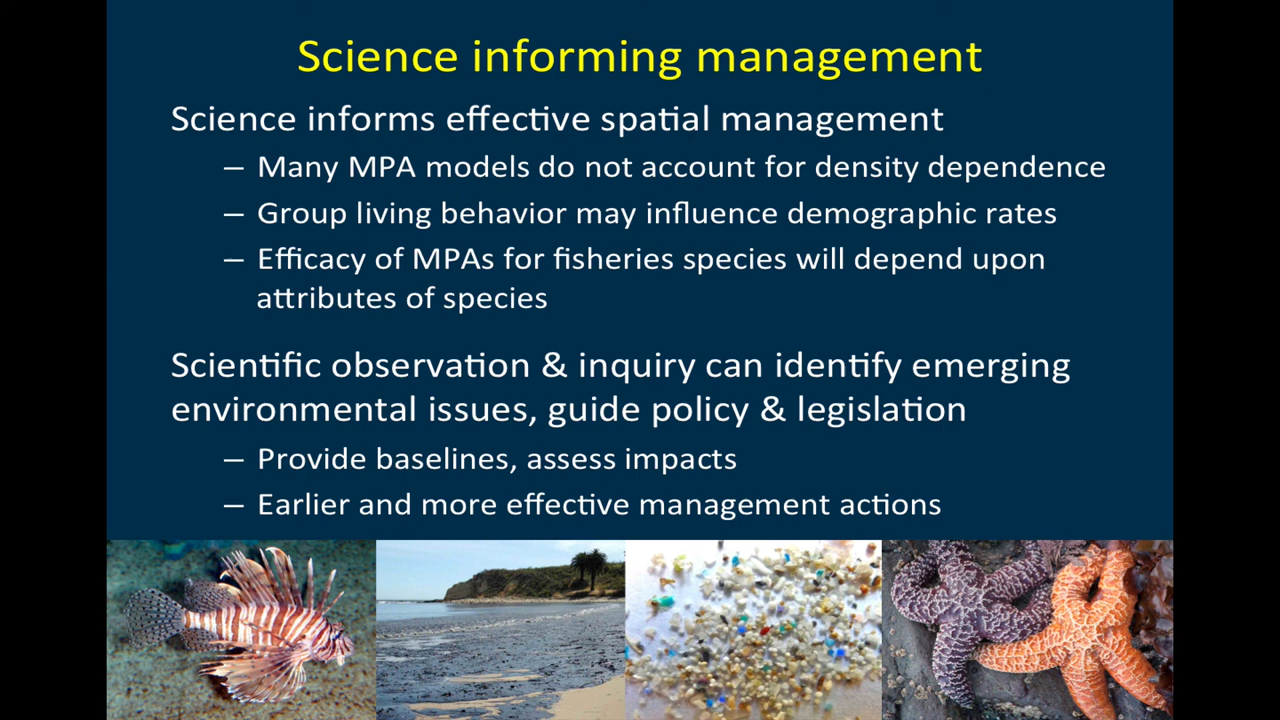 Science informing management
Science informs effective spatial management
– Many MPA models do not account for density dependence
– Group living behavior may influence demographic rates
– Efficacy of MPAs for fisheries species will depend upon
attributes of species
Scientific observation & inquiry can identify emerging
environmental issues, guide policy & legislation
– Provide baselines, assess impacts
– Earlier and more effective management actions